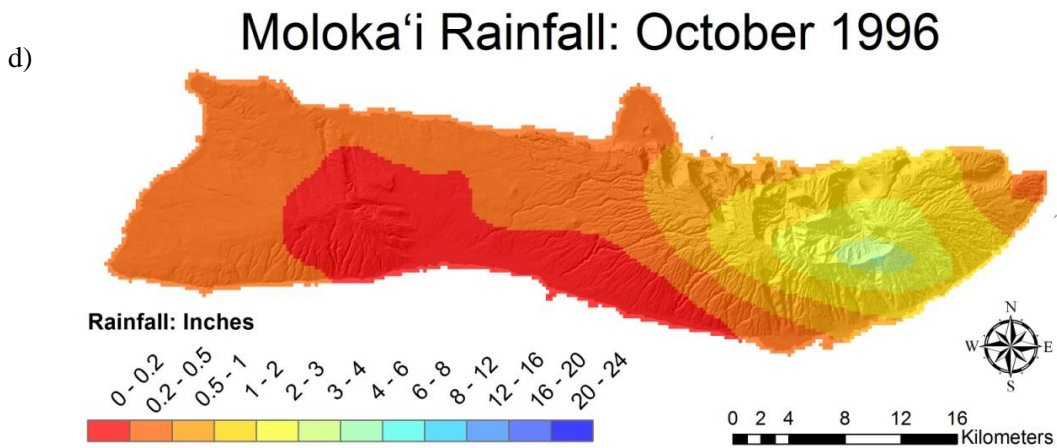 d)
Moloka‘i Rainfall: October 1996
Rainfall: Inches
0 - 0.2
0.2 - 0.5
0.5 - 1
1 - 2
2 - 3
3 - 4
4 - 6
6 - 8
8 - 12
12 - 16
16 - 20
20 - 24
N
W E
S
0 2 4 8 12 16
Kilometers